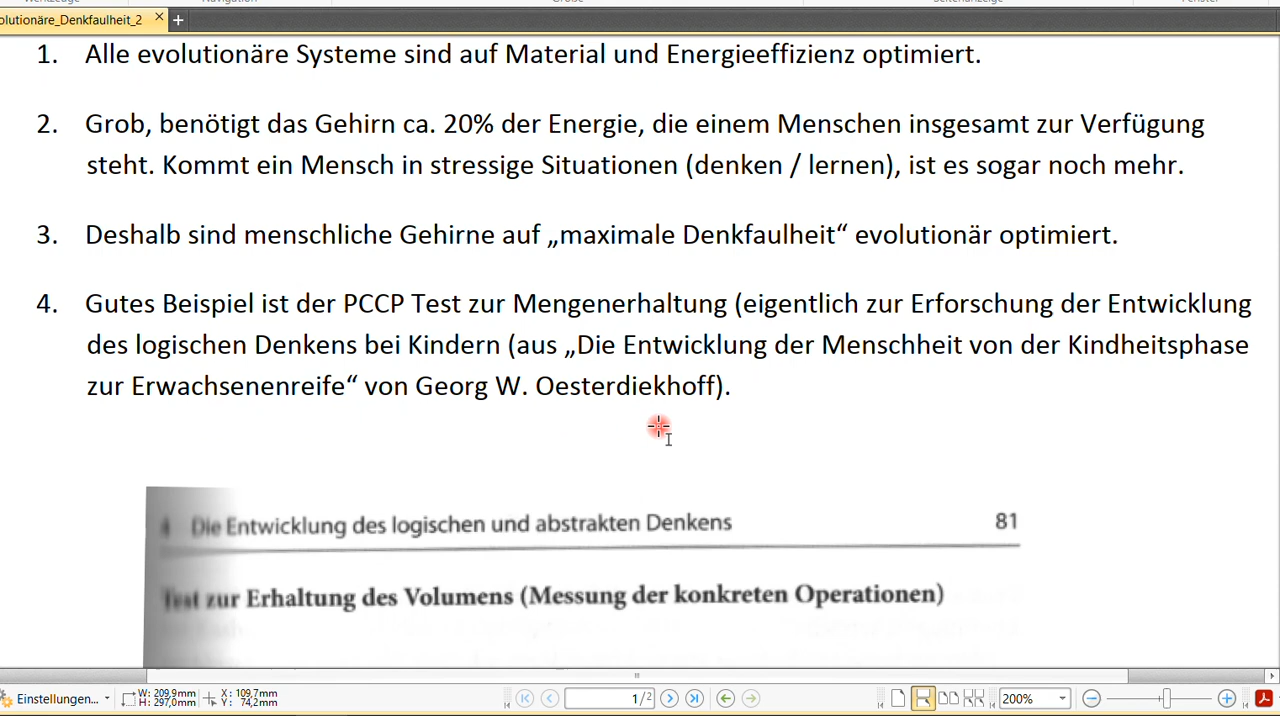 olutionäre_Denkfaulheit_2
1. Alle evolutionäre Systeme sind auf Material und Energieeffizienz optimiert.
2. Grob, benötigt das Gehirn ca. 20% der Energie, die einem Menschen insgesamt zur Verfügung
steht. Kommt ein Mensch in stressige Situationen (denken / lernen), ist es sogar noch mehr.
3. Deshalb sind menschliche Gehirne auf „maximale Denkfaulheit“ evolutionär optimiert.
4. Gutes Beispiel ist der PCCP Test zur Mengenerhaltung (eigentlich zur Erforschung der Entwicklung
des logischen Denkens bei Kindern (aus „Die Entwicklung der Menschheit von der Kindheitsphase
zur Erwachsenenreife“ von Georg W. Oesterdiekhoff).
4 Die Entwicklung des logischen und abstrakten Denkens 81
Test zur Erhaltung des Volumens (Messung der konkreten Operationen)
Einstellungen... W: 209,9mm X: 109,7mm 1/2 200%
H: 297,0mm Y: 74,2mm